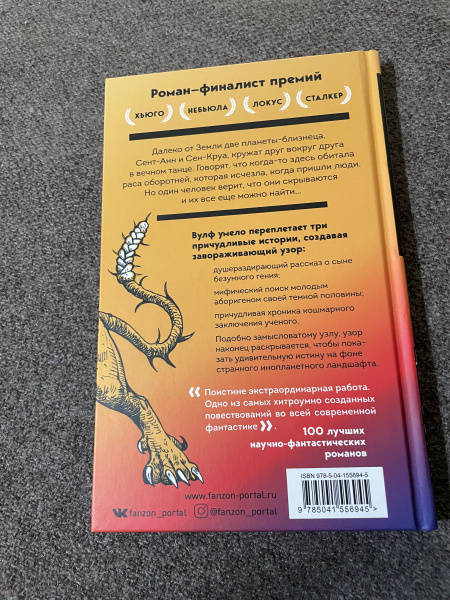 Роман–финалист премий
ХЬЮГО НЕБЬЮЛА ЛОКУС СТАЛКЕР
Далеко от Земли две планеты-близнеца,
Сент-Анн и Сен-Круа, кружат друг вокруг друга
в вечном танце. Говорят, что когда-то здесь обитала
раса оборотней, которая исчезла, когда пришли люди.
Но один человек верит, что они скрываются
и их все еще можно найти...
Вулф умело переплетает три
причудливые истории, создавая
завораживающий узор:
душераздирающий рассказ о сыне
безумного гения;
мифический поиск молодым
аборигеном своей темной половины;
причудливая хроника кошмарного
заключения ученого.
Подобно замысловатому узлу, узор
наконец раскрывается, чтобы пока-
зать удивительную истину на фоне
странного инопланетного ландшафта.
« Поистине экстраординарная работа.
Одно из самых хитроумно созданных
повествований во всей современной
фантастике ».
100 лучших
научно-фантастических
романов
ISBN 978-5-04-155694-5
9 785041 556945 >
www.fanzon-portal.ru
fanzon_portal @fanzon_portal